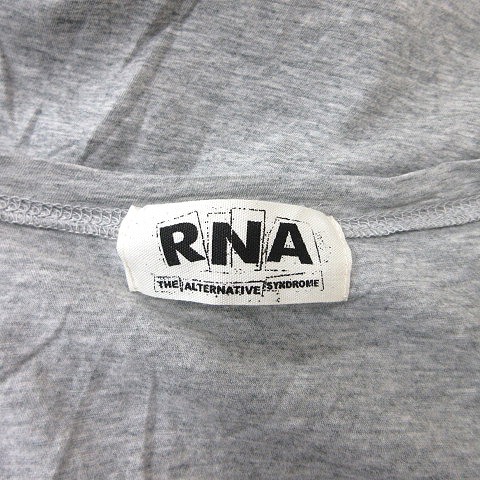 RNA
THE ALTERNATIVE SYNDROME